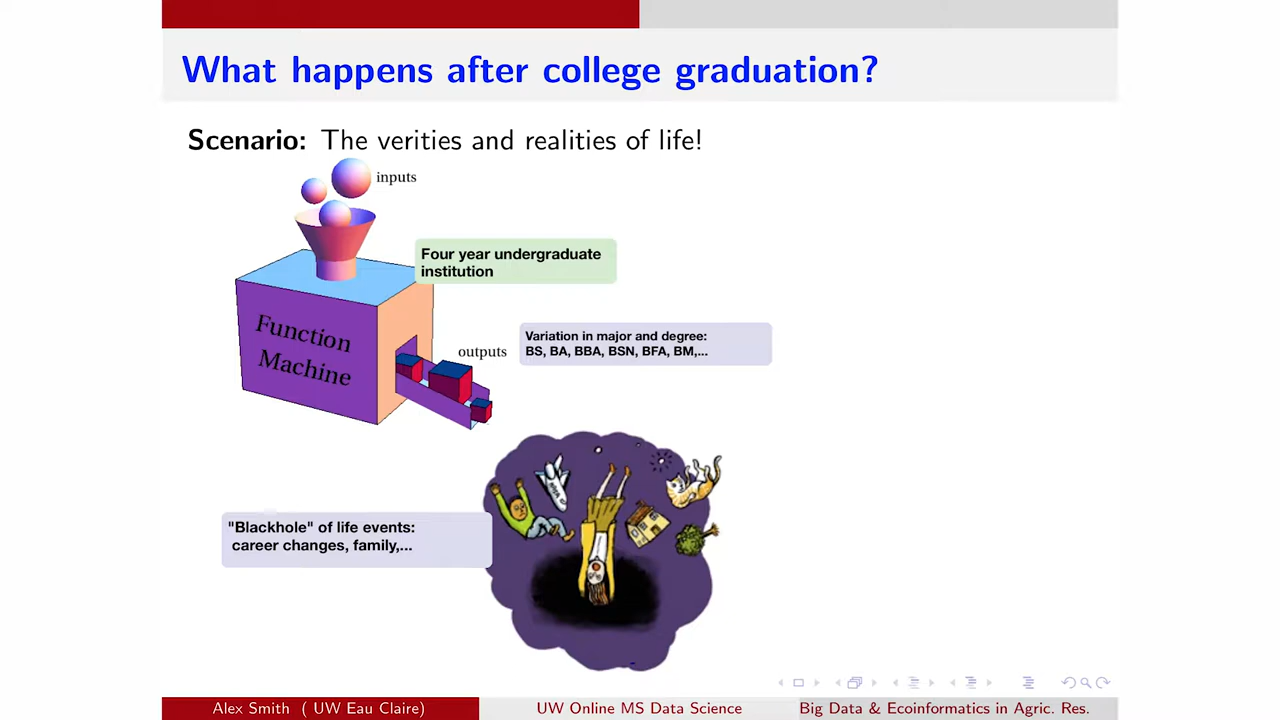 What happens after college graduation?
Scenario: The verities and realities of life!
inputs
Four year undergraduate
institution
Function
Machine
outputs
Variation in major and degree:
BS, BA, BBA, BSN, BFA, BM,...
"Blackhole" of life events:
career changes, family,...
Alex Smith ( UW Eau Claire)
UW Online MS Data Science
Big Data & Ecoinformatics in Agric. Res.